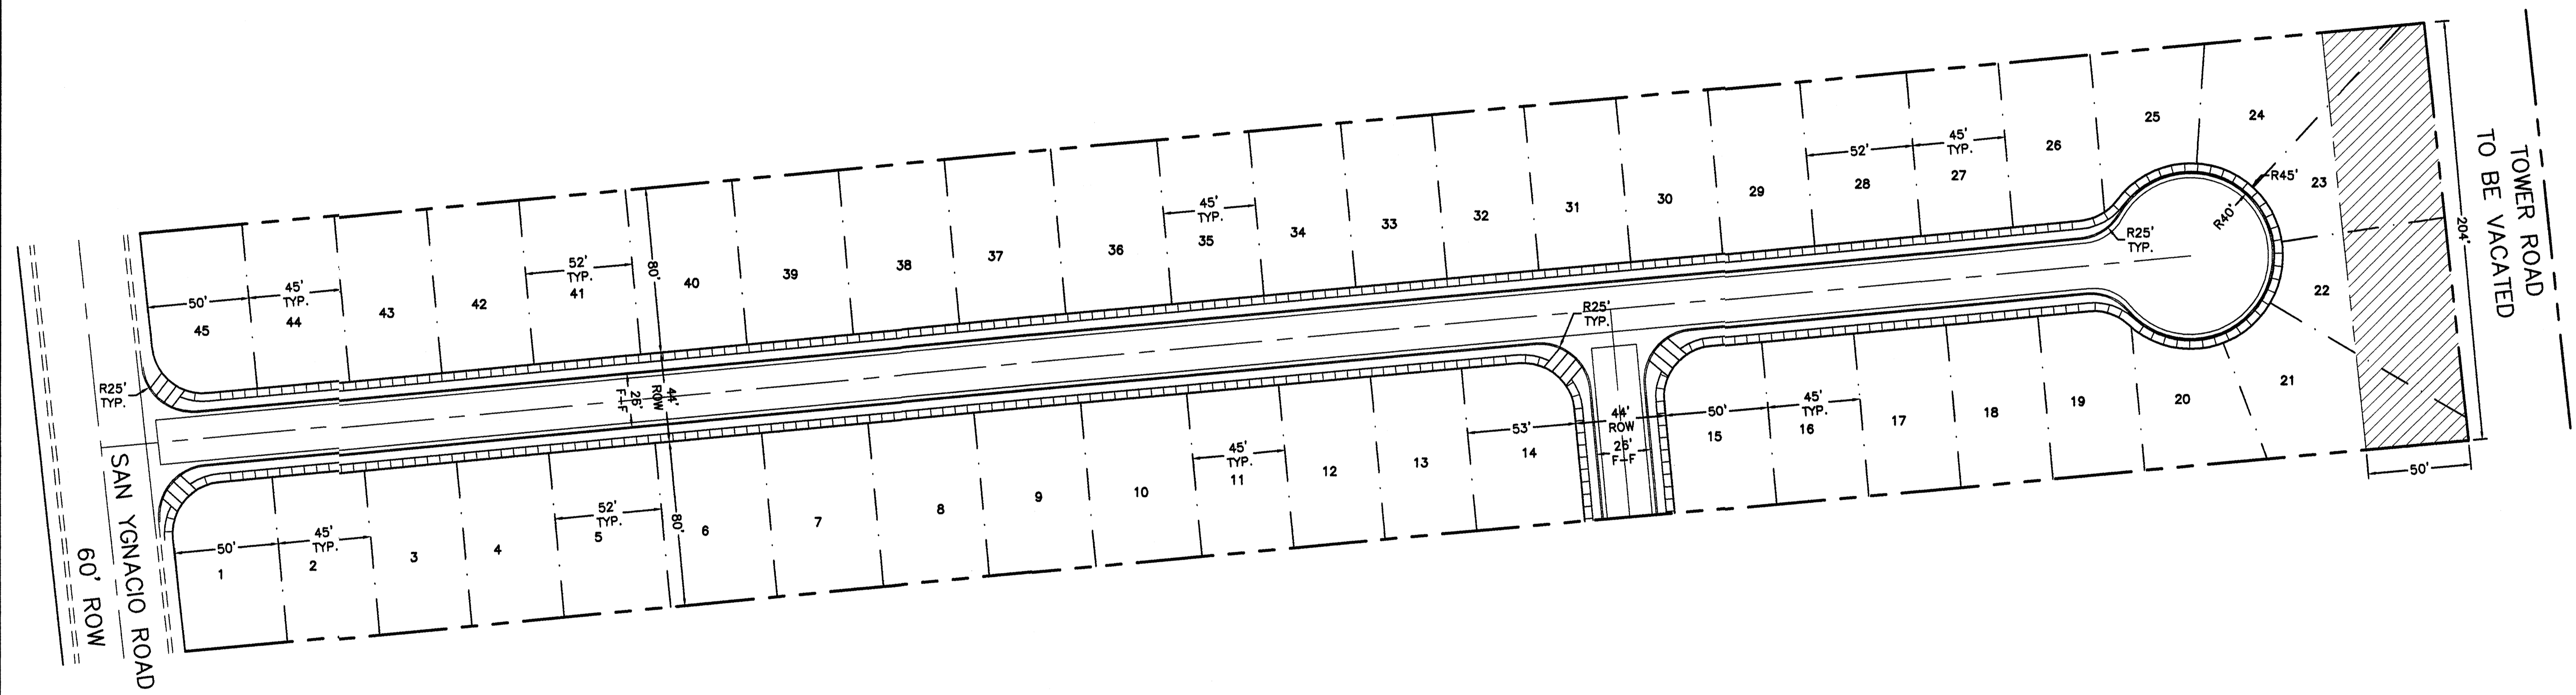 TOWER ROAD
TO BE VACATED
204'
50'
SAN YGNACIO ROAD
60' ROW
R25'
TYP.
50'
45
45'
TYP.
44
43
42
52'
TYP.
41
80'
40
39
38
37
36
45'
TYP.
35
34
33
32
31
30
29
52'
28
45'
TYP.
27
26
25
24
23
22
21
20
19
18
17
45'
TYP.
16
50'
15
R45'
R40'
R25'
TYP.
R25'
TYP.
44'
ROW
26'
F-F
44'
ROW
26'
F-F
50'
1
45'
TYP.
2
3
4
52'
TYP.
5
80'
6
7
8
9
10
45'
TYP.
11
12
13
53'
14